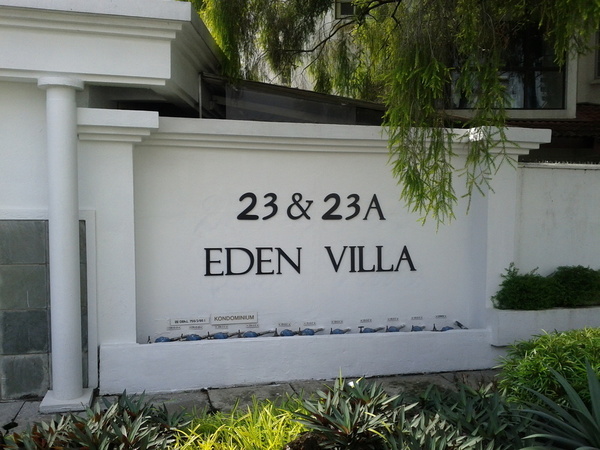 23 & 23A
EDEN VILLA
KONDOMINIUM